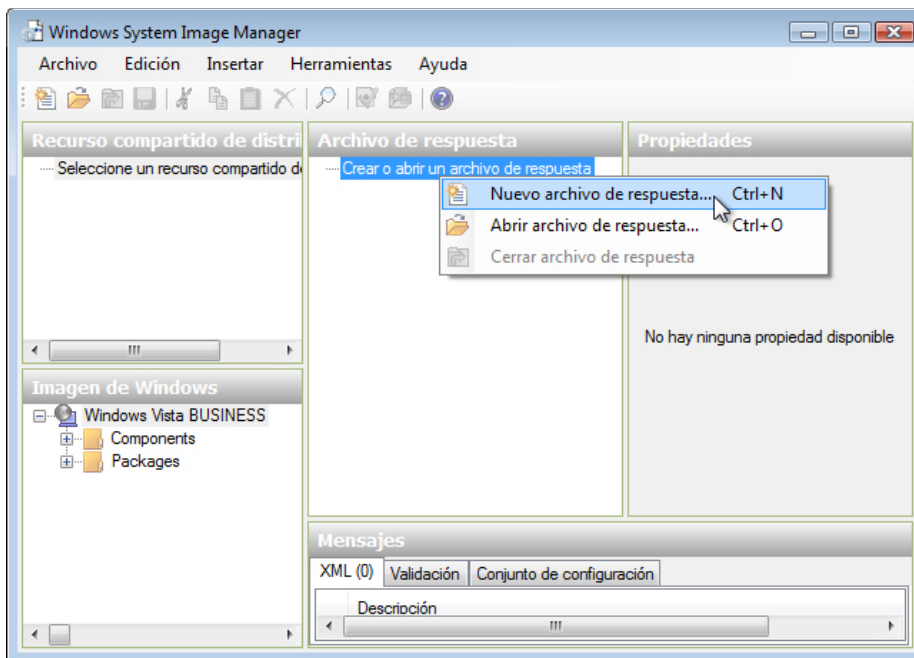 Windows System Image Manager
Archivo Edición Insertar Herramientas Ayuda
Recurso compartido de distri
Seleccione un recurso compartido d
Archivo de respuesta
Crear o abrir un archivo de respuesta
Nuevo archivo de respuesta... Ctrl+N
Abrir archivo de respuesta... Ctrl+O
Cerrar archivo de respuesta
Propiedades
No hay ninguna propiedad disponible
Imagen de Windows
Windows Vista BUSINESS
Components
Packages
Mensajes
XML (0) Validación Conjunto de configuración
Descripción